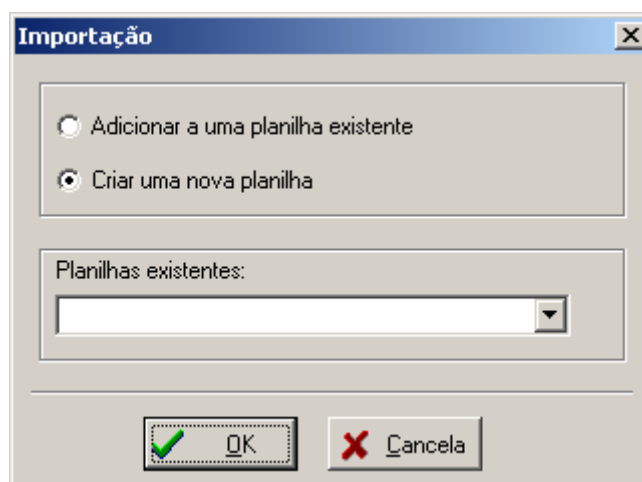 Importação
Adicionar a uma planilha existente
Criar uma nova planilha
Planilhas existentes:
OK
Cancela